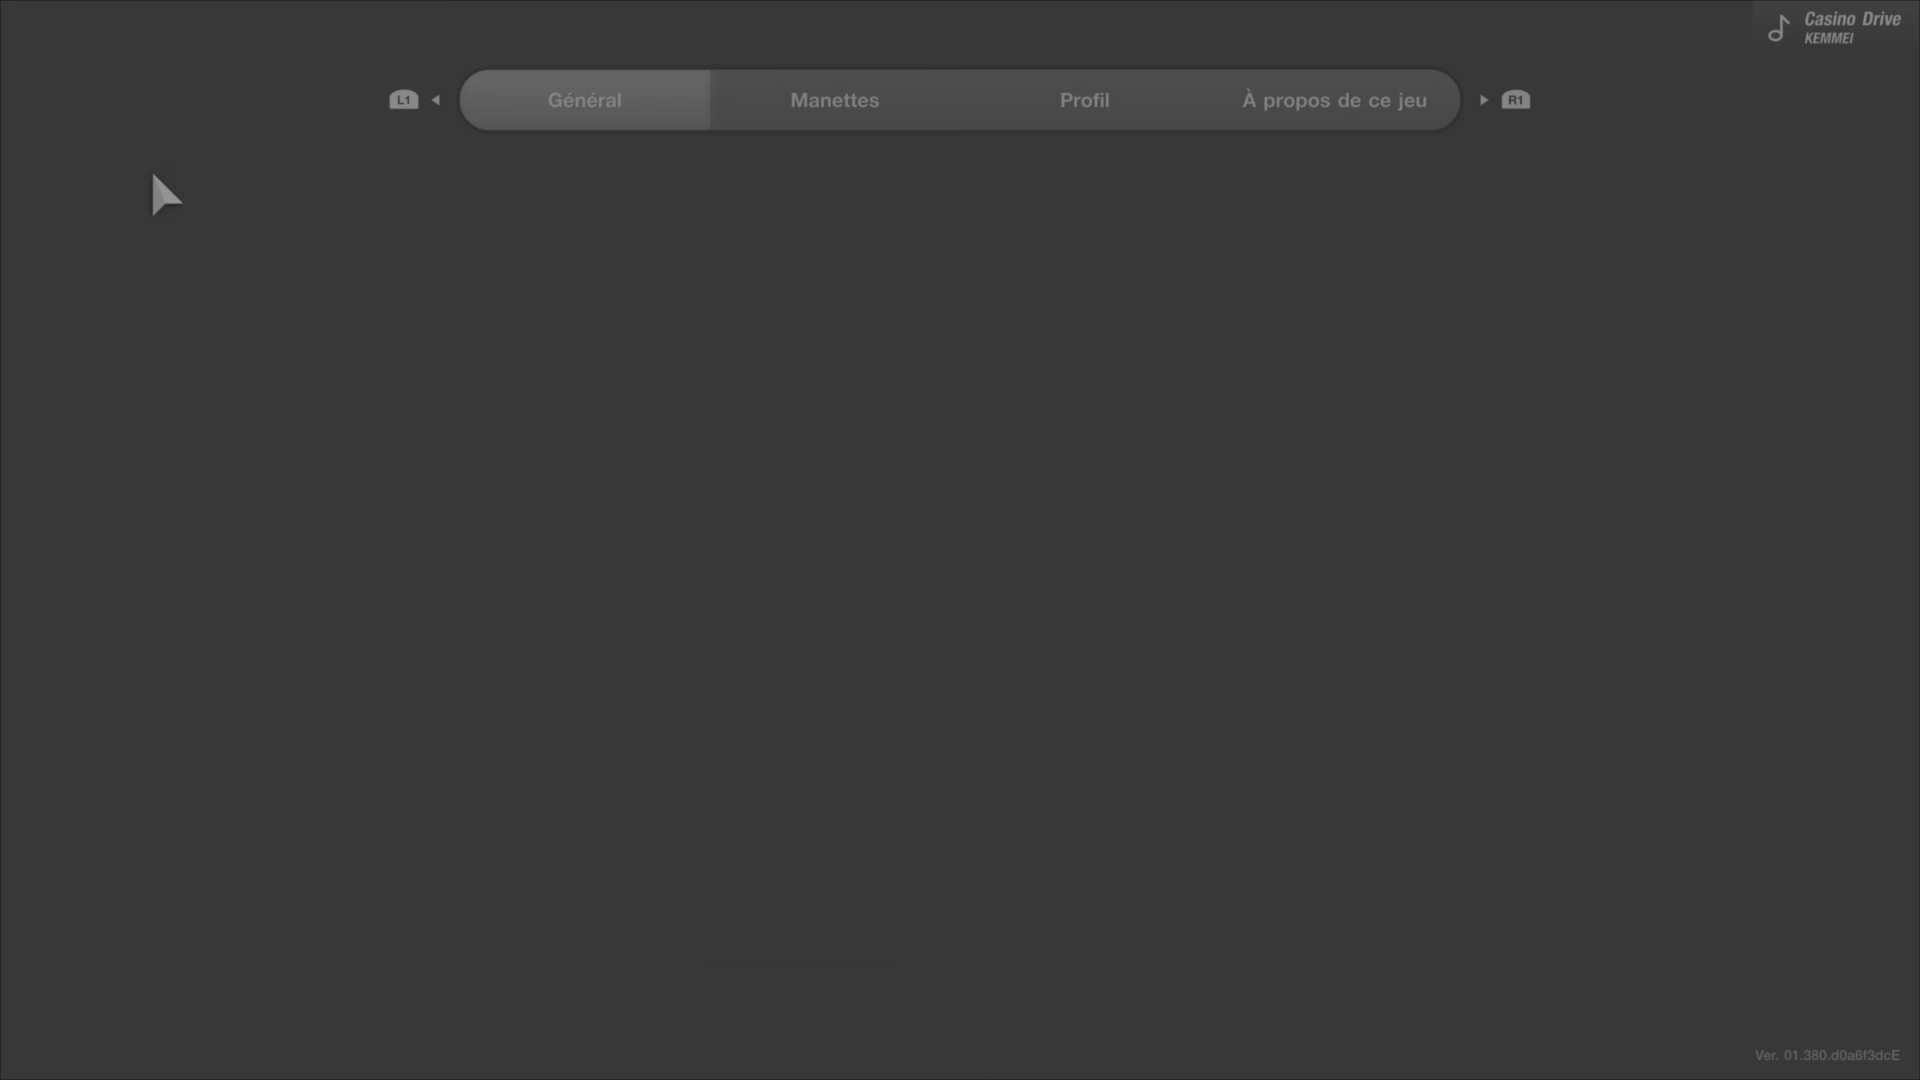 Casino Drive
KEMMEI
L1
Général
Manettes
Profil
À propos de ce jeu
R1
Ver. 01.380.d0a6f3dcE